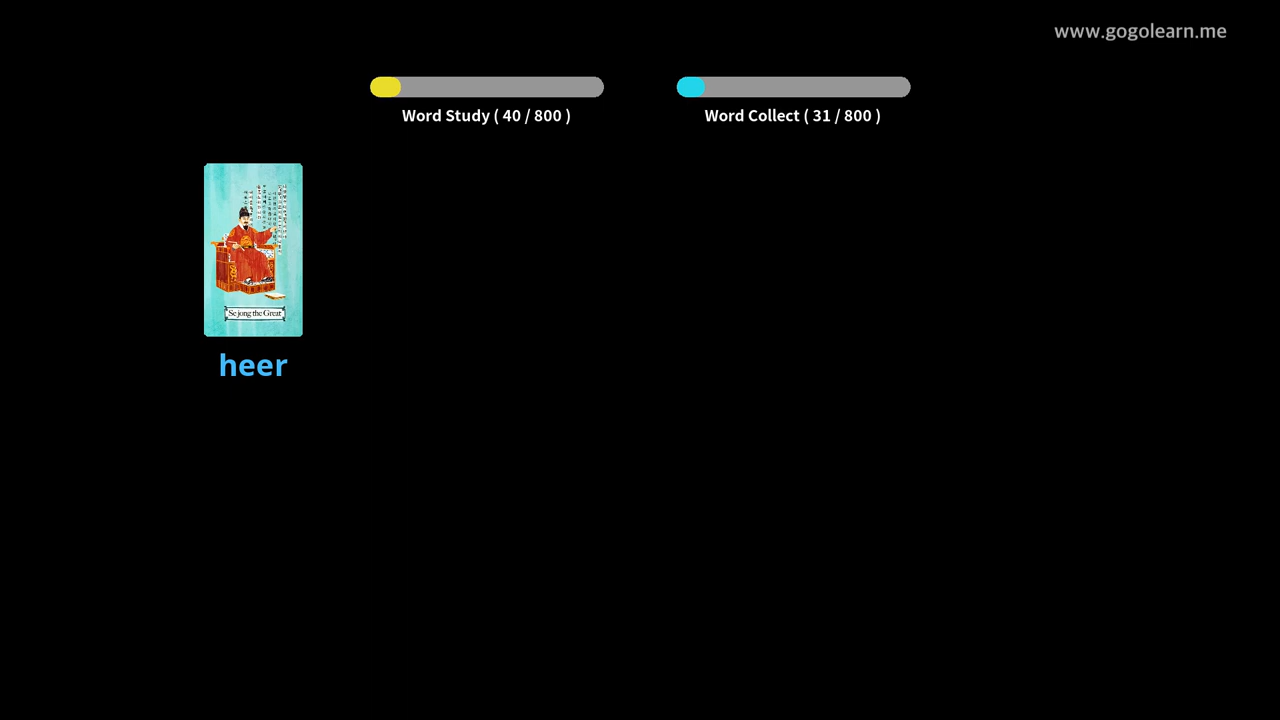 www.gogolearn.me
Word Study ( 40 / 800 )
Word Collect ( 31 / 800 )
Sejong the Great
heer